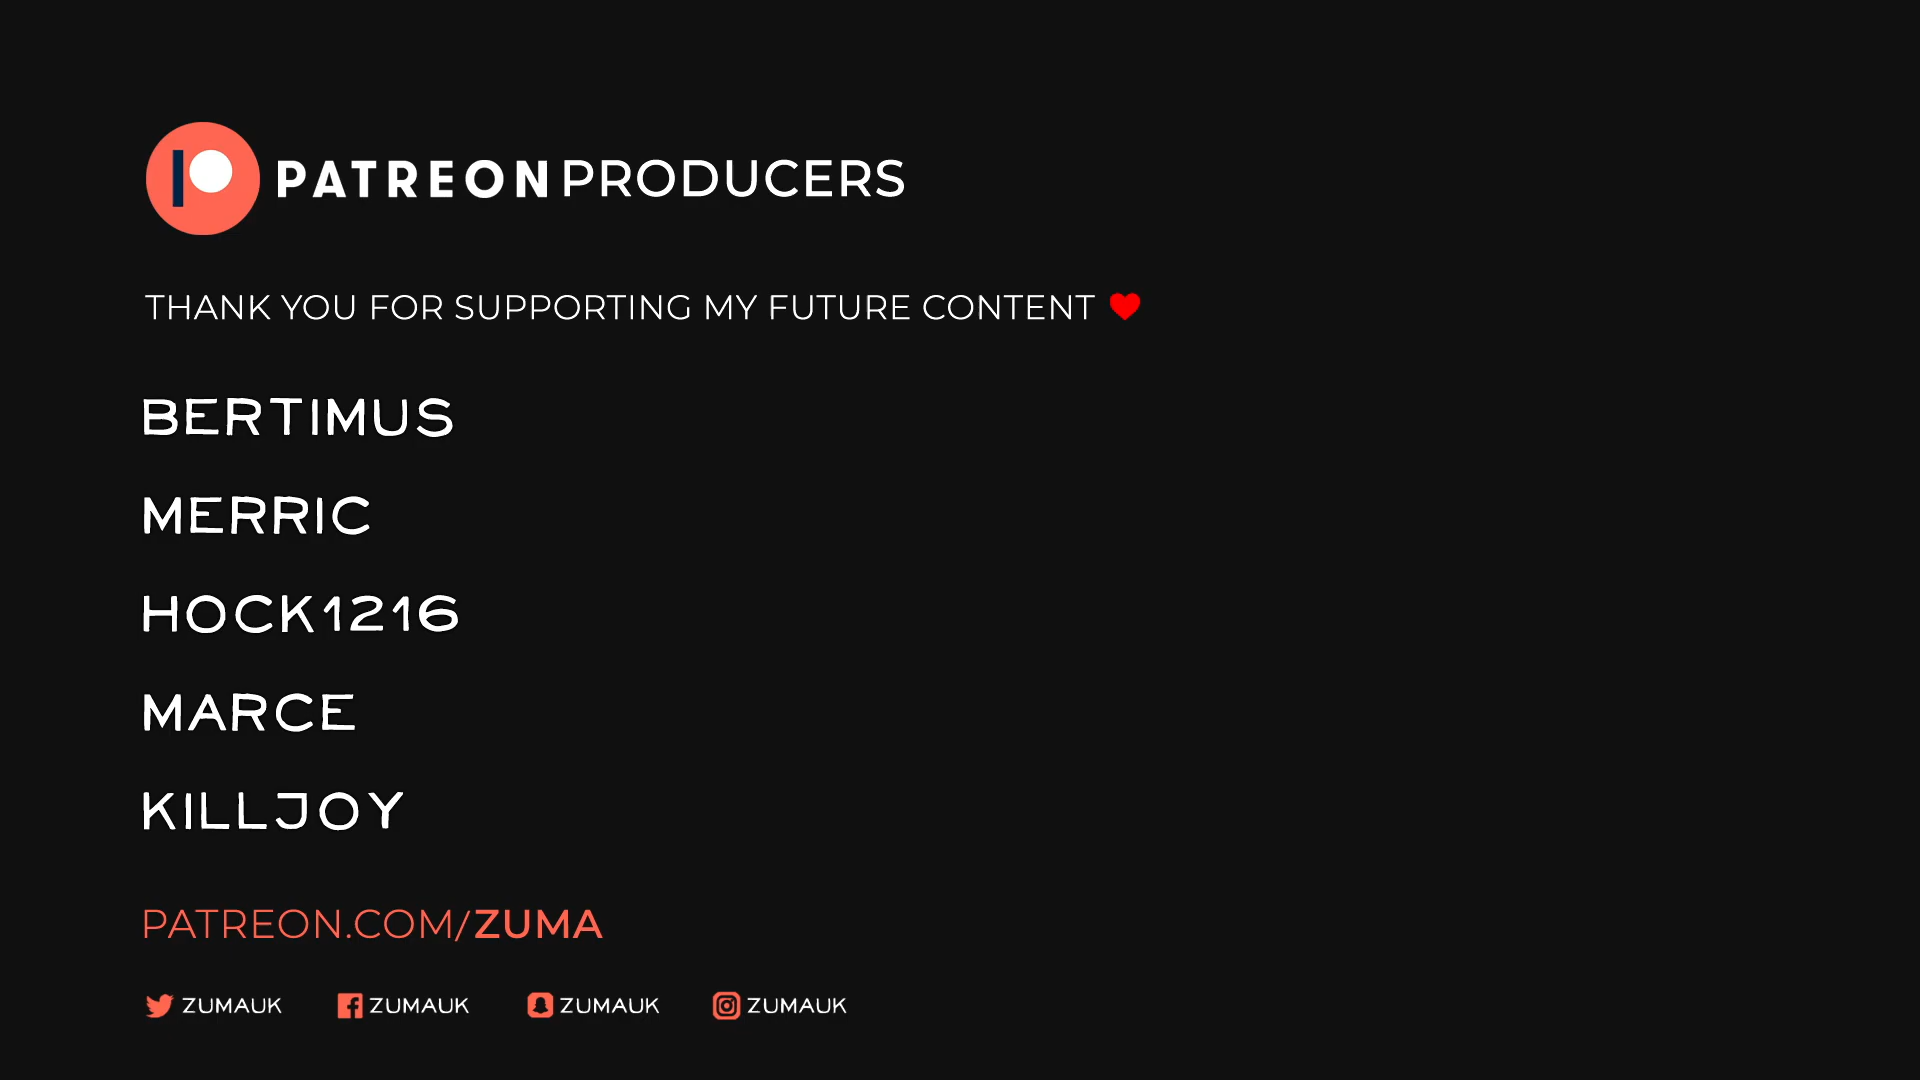 PATREON PRODUCERS
THANK YOU FOR SUPPORTING MY FUTURE CONTENT ❤
BERTIMUS
MERRIC
HOCK1216
MARCE
KILLJOY
PATREON.COM/ZUMA
ZUMAUK ZUMAUK ZUMAUK ZUMAUK